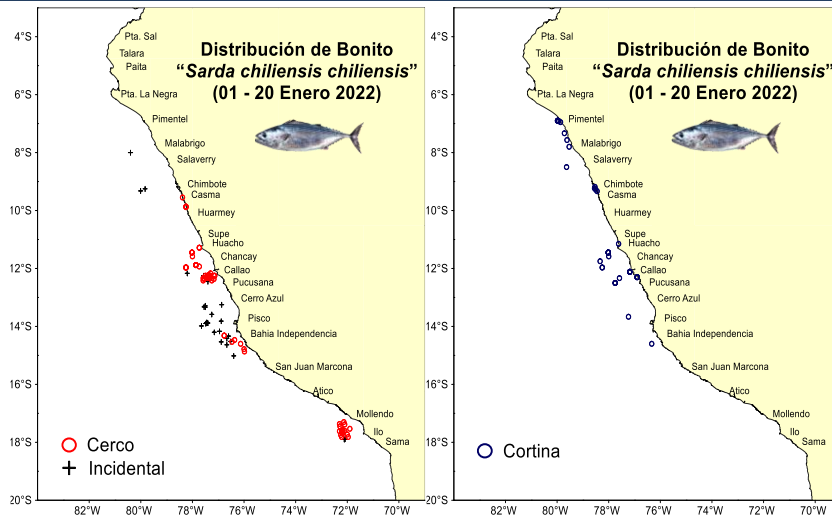 Distribución de Bonito
“Sarda chiliensis chiliensis”
(01 - 20 Enero 2022)
4°S
6°S
8°S
10°S
12°S
14°S
16°S
18°S
20°S
Pta. Sal
Talara
Paita
Pta. La Negra
Pimentel
Malabrigo
Salaverry
Chimbote
Casma
Huarmey
Supe
Huacho
Chancay
Callao
Pucusana
Cerro Azul
Pisco
Bahia Independencia
San Juan Marcona
Atico
Mollendo
Ilo
Sama
Cerco
Incidental
82°W
80°W
78°W
76°W
74°W
72°W
70°W
Distribución de Bonito
“Sarda chiliensis chiliensis”
(01 - 20 Enero 2022)
4°S
6°S
8°S
10°S
12°S
14°S
16°S
18°S
20°S
Pta. Sal
Talara
Paita
Pta. La Negra
Pimentel
Malabrigo
Salaverry
Chimbote
Casma
Huarmey
Supe
Huacho
Chancay
Callao
Pucusana
Cerro Azul
Pisco
Bahia Independencia
San Juan Marcona
Atico
Mollendo
Ilo
Sama
Cortina
82°W
80°W
78°W
76°W
74°W
72°W
70°W